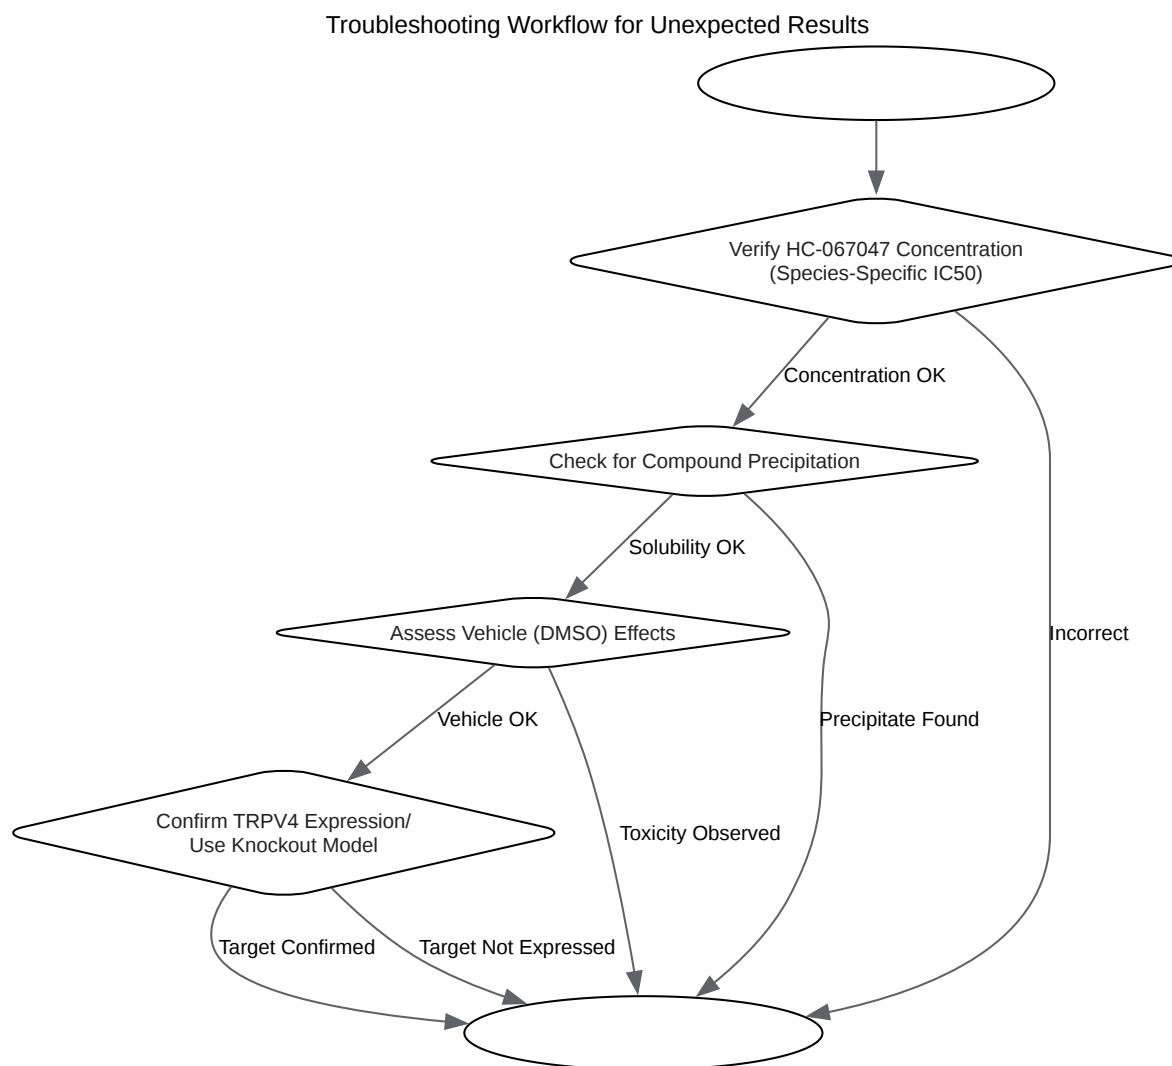 Troubleshooting Workflow for Unexpected Results
Verify HC-067047 Concentration
(Species-Specific IC50)
Concentration OK
Check for Compound Precipitation
Solubility OK
Assess Vehicle (DMSO) Effects
Incorrect
Vehicle OK
Precipitate Found
Confirm TRPV4 Expression/
Use Knockout Model
Toxicity Observed
Target Confirmed
Target Not Expressed